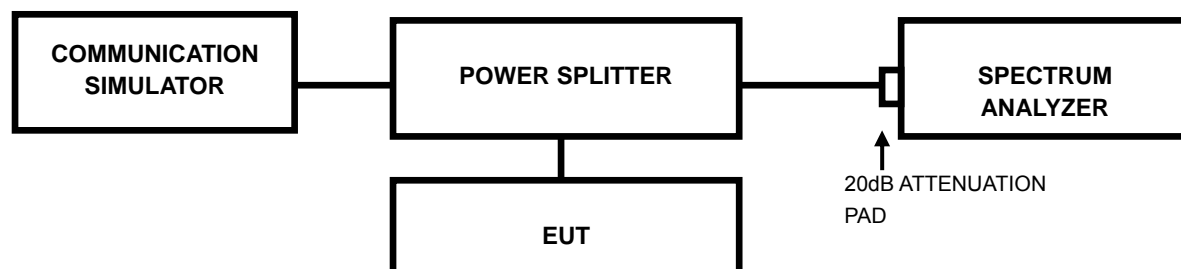 COMMUNICATION
SIMULATOR
POWER SPLITTER
SPECTRUM
ANALYZER
20dB ATTENUATION
PAD
EUT